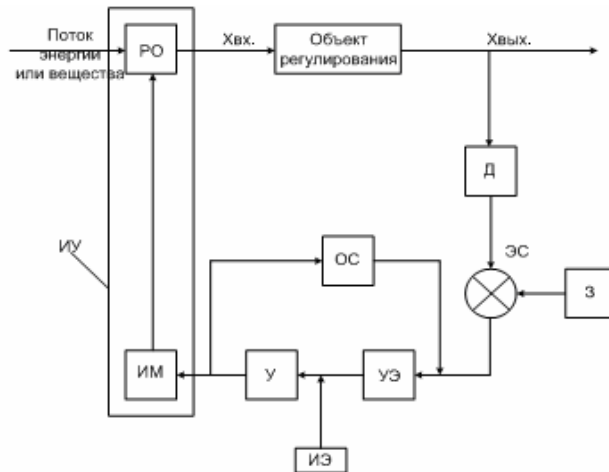 Поток
энергии
или вещества
РО
Хвх.
Объект
регулирования
Хвых.
Д
ИУ
ОС
ЭС
З
ИМ
У
УЭ
ИЭ